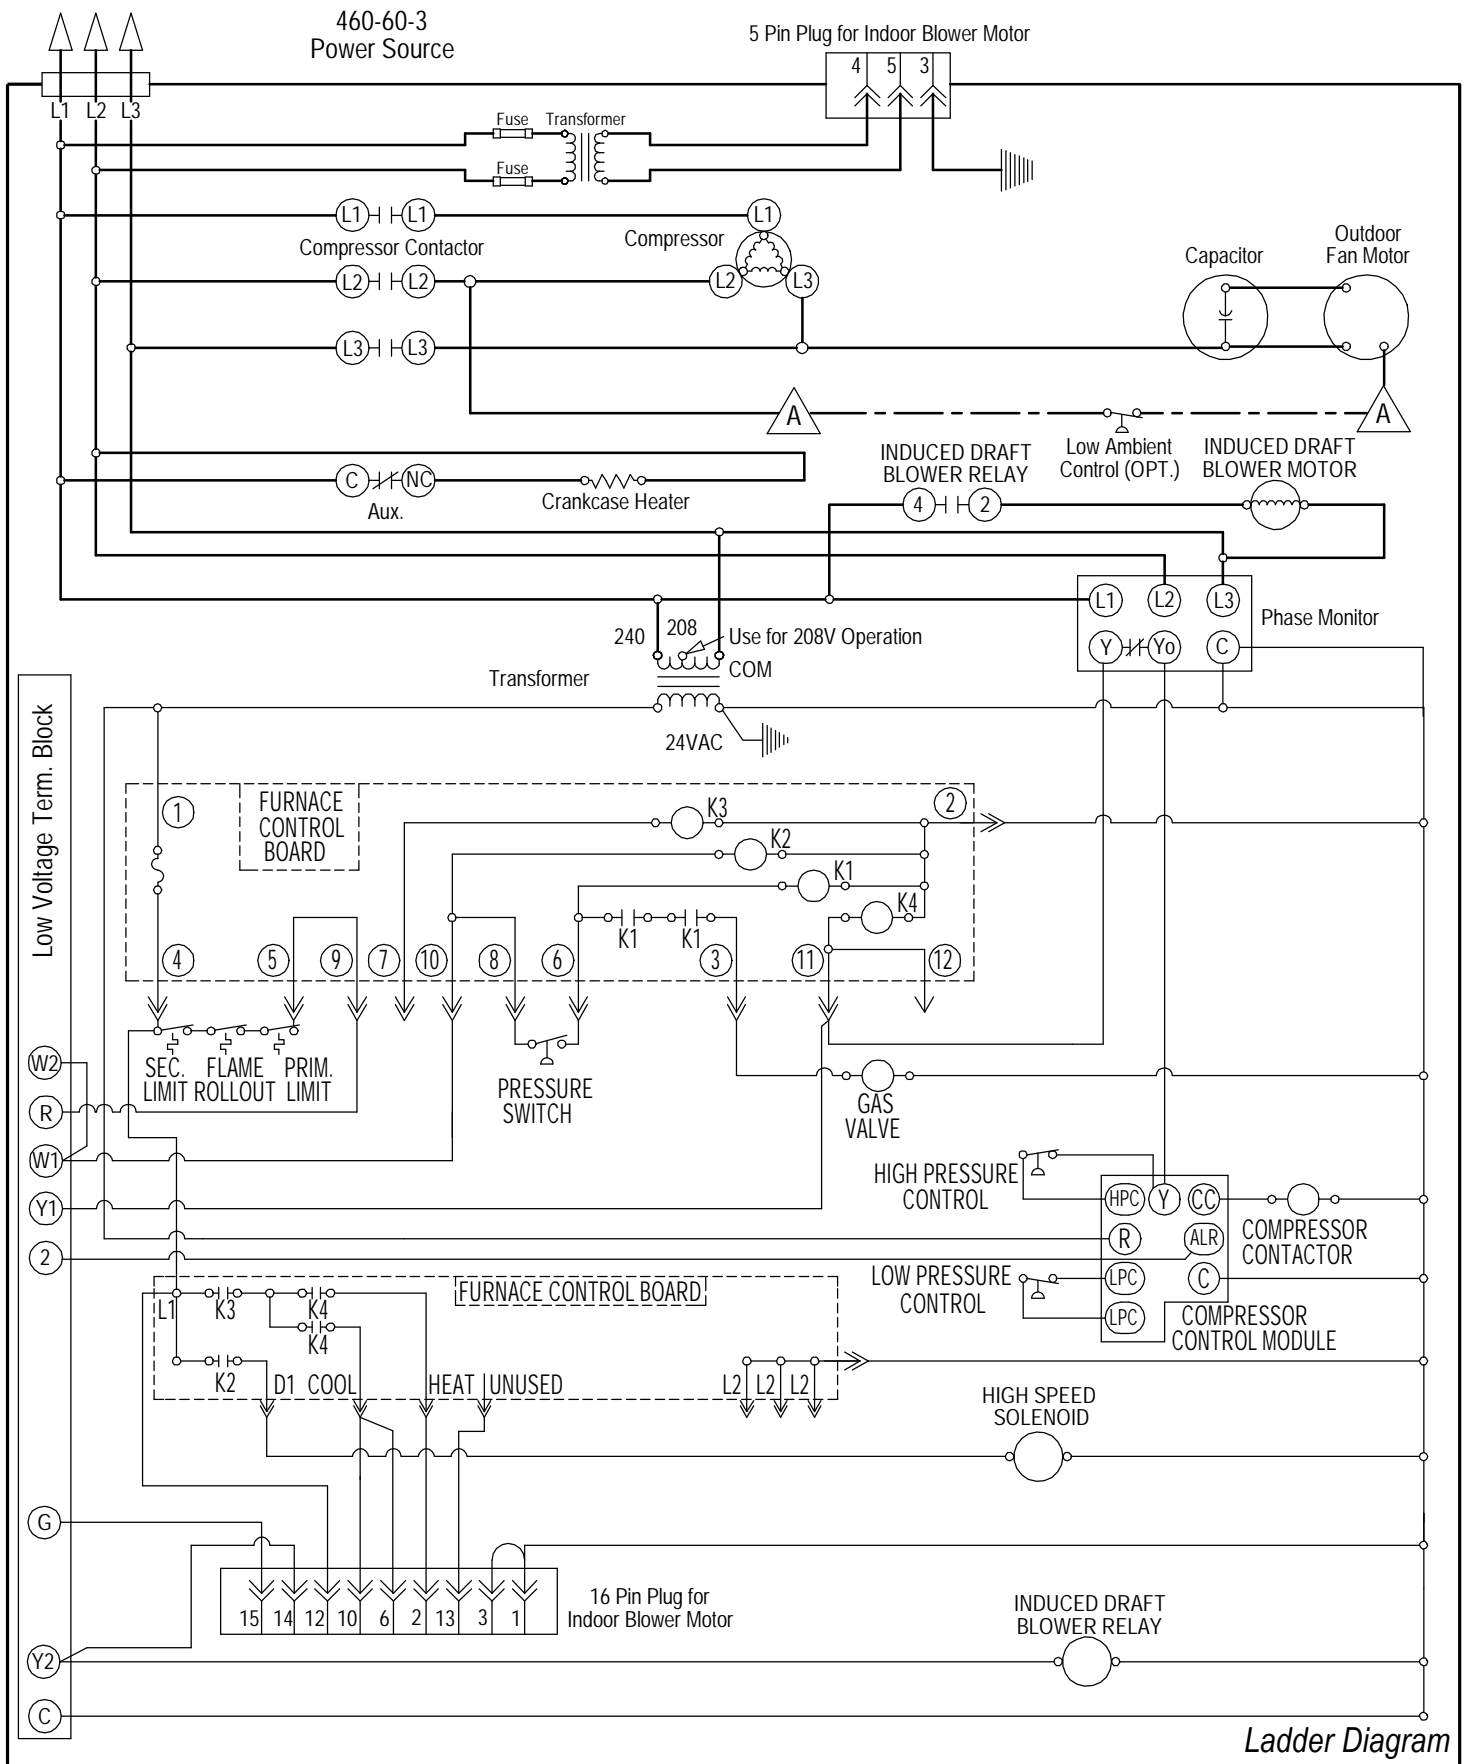 460-60-3
Power Source
5 Pin Plug for Indoor Blower Motor
4 5 3
L1 L2 L3
Fuse Transformer
Fuse
L1 L1 L1
Compressor Contactor
Compressor
L2 L2 L2 L3
Capacitor
Outdoor
Fan Motor
L3 L3
A A
Low Ambient
Control (OPT.)
INDUCED DRAFT
BLOWER RELAY
INDUCED DRAFT
BLOWER MOTOR
C NC
Aux.
Crankcase Heater
4 2
L1 L2 L3
Phase Monitor
Y Yo C
240 208 Use for 208V Operation
COM
Transformer
24VAC
Low Voltage Term. Block
FURNACE
CONTROL
BOARD
1
K3
2
K2
K1
K4
K1 K1
4 5 9 7 10 8 6 3 11 12
SEC.
LIMIT
FLAME
ROLLOUT
PRIM.
LIMIT
PRESSURE
SWITCH
GAS
VALVE
W2
R
W1
Y1
2
HIGH PRESSURE
CONTROL
HPC Y CC
R ALR
COMPRESSOR
CONTACTOR
LOW PRESSURE
CONTROL
LPC C
LPC
COMPRESSOR
CONTROL MODULE
FURNACE CONTROL BOARD
L1 K3 K4
K4
K2
D1 COOL HEAT UNUSED
L2 L2 L2
HIGH SPEED
SOLENOID
G
15 14 12 10 6 2 13 3 1
16 Pin Plug for
Indoor Blower Motor
INDUCED DRAFT
BLOWER RELAY
Y2
C
Ladder Diagram